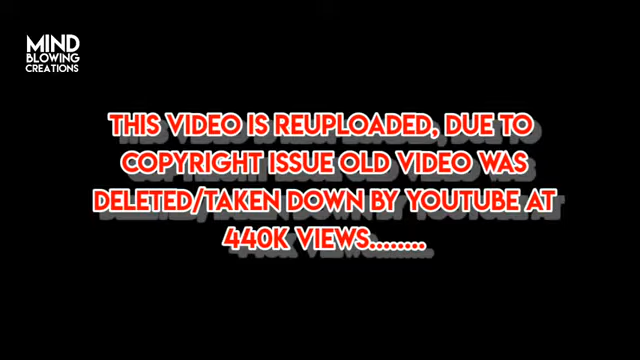 MIND
BLOWING
CREATIONS
THIS VIDEO IS REUPLOADED, DUE TO
COPYRIGHT ISSUE OLD VIDEO WAS
DELETED/TAKEN DOWN BY YOUTUBE AT
440K VIEWS........